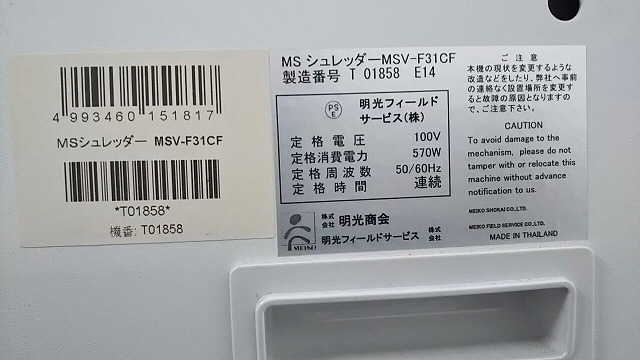 4 993460 151817
MSシュレッダー MSV-F31CF
*T01858*
機番: T01858
MS シュレッダーMSV-F31CF
製造番号 T 01858 E14
PS
E
明光フィールド
サービス(株)
定格電圧 100V
定格消費電力 570W
定格周波数 50/60Hz
定格時間 連続
MEIKO
株式会社 明光商会
株式会社 明光フィールドサービス
ご注意
本機の現状を変更するような
改造などをしたり、弊社へ事前
の連絡なく設置場所を変更す
ると故障の原因となりますの
で、ご注意下さい。
CAUTION
To avoid damage to the
mechanism, please do not
tamper with or relocate this
machine without advance
notification to us.
MEIKO SHOKAI CO.,LTD.
MEIKO FIELD SERVICE CO.,LTD.
MADE IN THAILAND